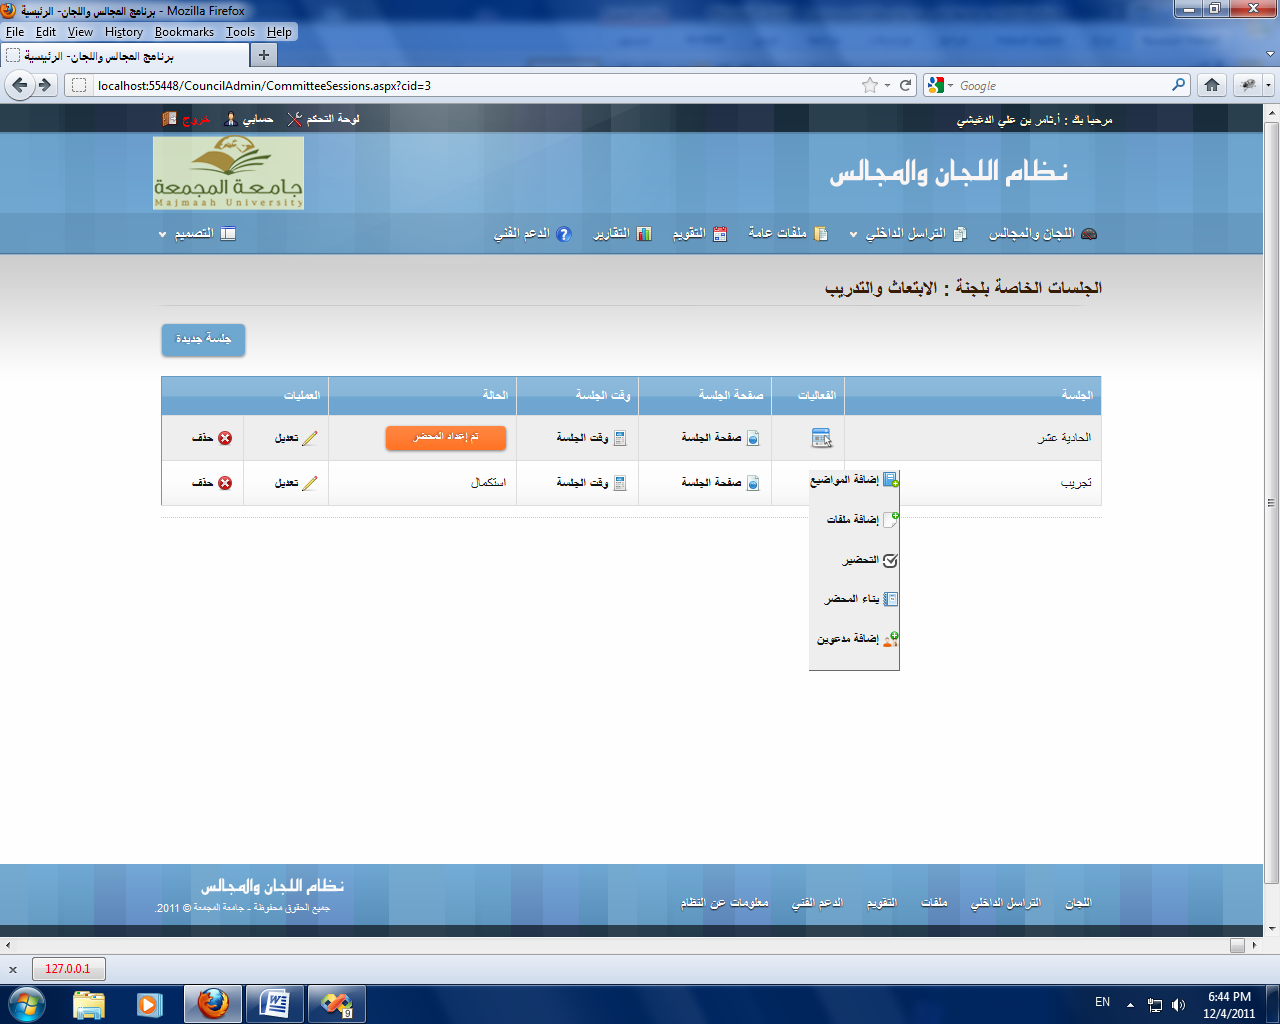 برنامج المجالس واللجان- الرئيسية - Mozilla Firefox
File Edit View History Bookmarks Tools Help
برنامج المجالس واللجان- الرئيسية
localhost:55448/CouncilAdmin/CommitteeSessions.aspx?cid=3
Google
مرحبا بك : أ.ثامر بن علي الدغيشي
لوحة التحكم
حسابي
خروج
نظام اللجان والمجالس
جامعة المجمعة
Majmaah University
اللجان والمجالس
التراسل الداخلي
ملفات عامة
التقويم
التقارير
الدعم الفني
التصميم
الجلسات الخاصة بلجنة : الابتعاث والتدريب
جلسة جديدة
الجلسة الفعاليات صفحة الجلسة وقت الجلسة الحالة العمليات
الحادية عشر صفحة الجلسة وقت الجلسة تم إعداد المحضر تعديل حذف
تجريب صفحة الجلسة وقت الجلسة استكمال تعديل حذف
إضافة المواضيع
إضافة ملفات
التحضير
بناء المحضر
إضافة مدعوين
نظام اللجان والمجالس
جميع الحقوق محفوظة - جامعة المجمعة © 2011.
اللجان
التراسل الداخلي
ملفات
التقويم
الدعم الفني
معلومات عن النظام
x
127.0.0.1
9
EN
6:44 PM
12/4/2011